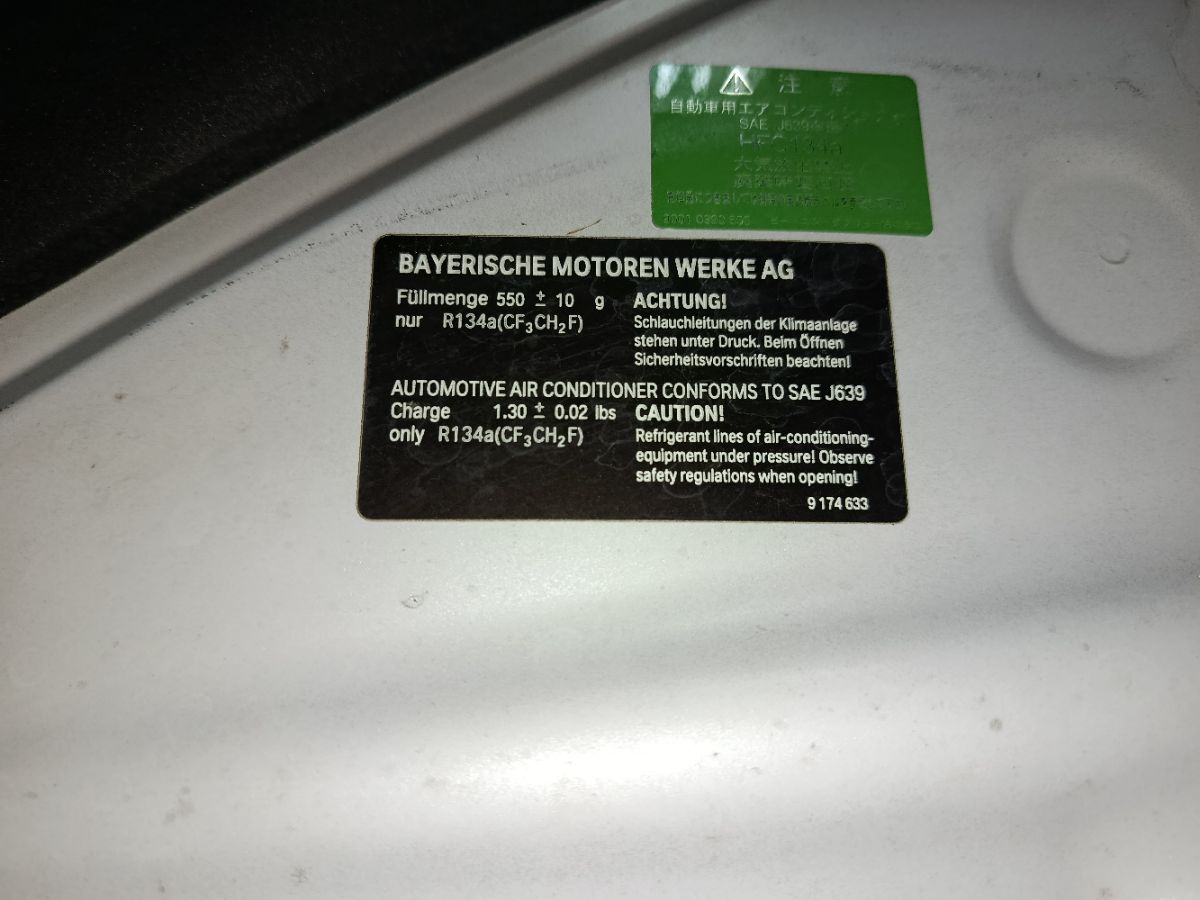 注 意
自動車用エアコンディショナー
SAE J639
HFC134a
BAYERISCHE MOTOREN WERKE AG
Füllmenge 550 ± 10 g
nur R134a(CF₃CH₂F)
ACHTUNG!
Schlauchleitungen der Klimaanlage
stehen unter Druck. Beim Öffnen
Sicherheitsvorschriften beachten!
AUTOMOTIVE AIR CONDITIONER CONFORMS TO SAE J639
Charge 1.30 ± 0.02 lbs
only R134a(CF₃CH₂F)
CAUTION!
Refrigerant lines of air-conditioning-
equipment under pressure! Observe
safety regulations when opening!
9 174 633